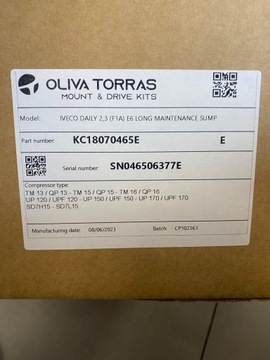 OLIVA TORRAS
MOUNT & DRIVE KITS
Model: IVECO DAILY 2,3 (F1A) E6 LONG MAINTENANCE SUMP
Part number: KC18070465E E
Serial number: SN046506377E
Compressor type:
TM 13 / QP 13 - TM 15 / QP 15 - TM 16 / QP 16
UP 120 / UPF 120 - UP 150 / UPF 150 - UP 170 / UPF 170
SD7H15 - SD7L15
Manufacturing date: 08/06/2023 Batch: CP102361